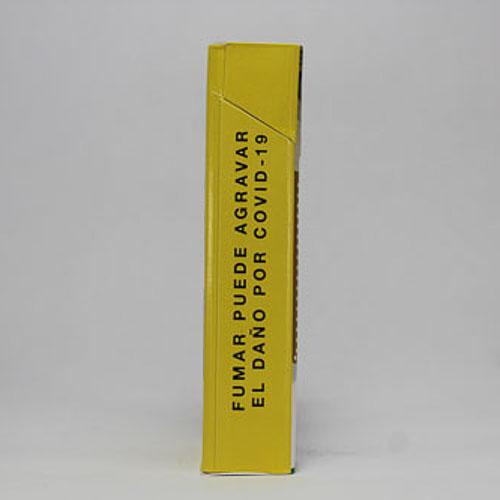 FUMAR PUEDE AGRAVAR
EL DAÑO POR COVID-19